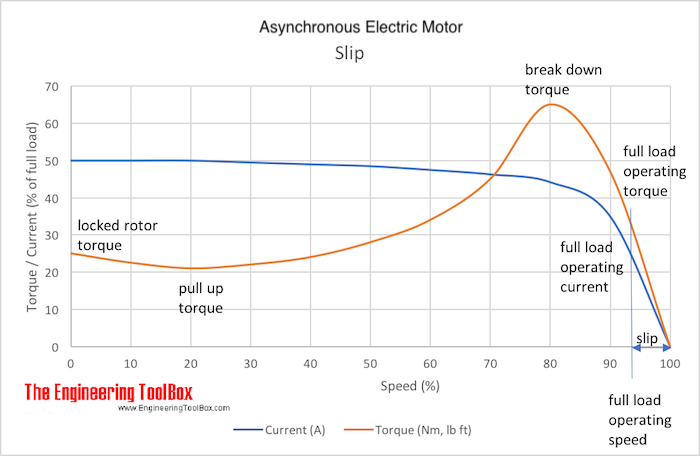 Asynchronous Electric Motor
Slip
Torque / Current (% of full load)
70
60
50
40
30
20
10
0
break down
torque
full load
operating
torque
locked rotor
torque
pull up
torque
full load
operating
current
slip
0 10 20 30 40 50 60 70 80 90 100
Speed (%)
full load
operating
speed
The Engineering ToolBox
www.EngineeringToolBox.com
Current (A) Torque (Nm, lb ft)